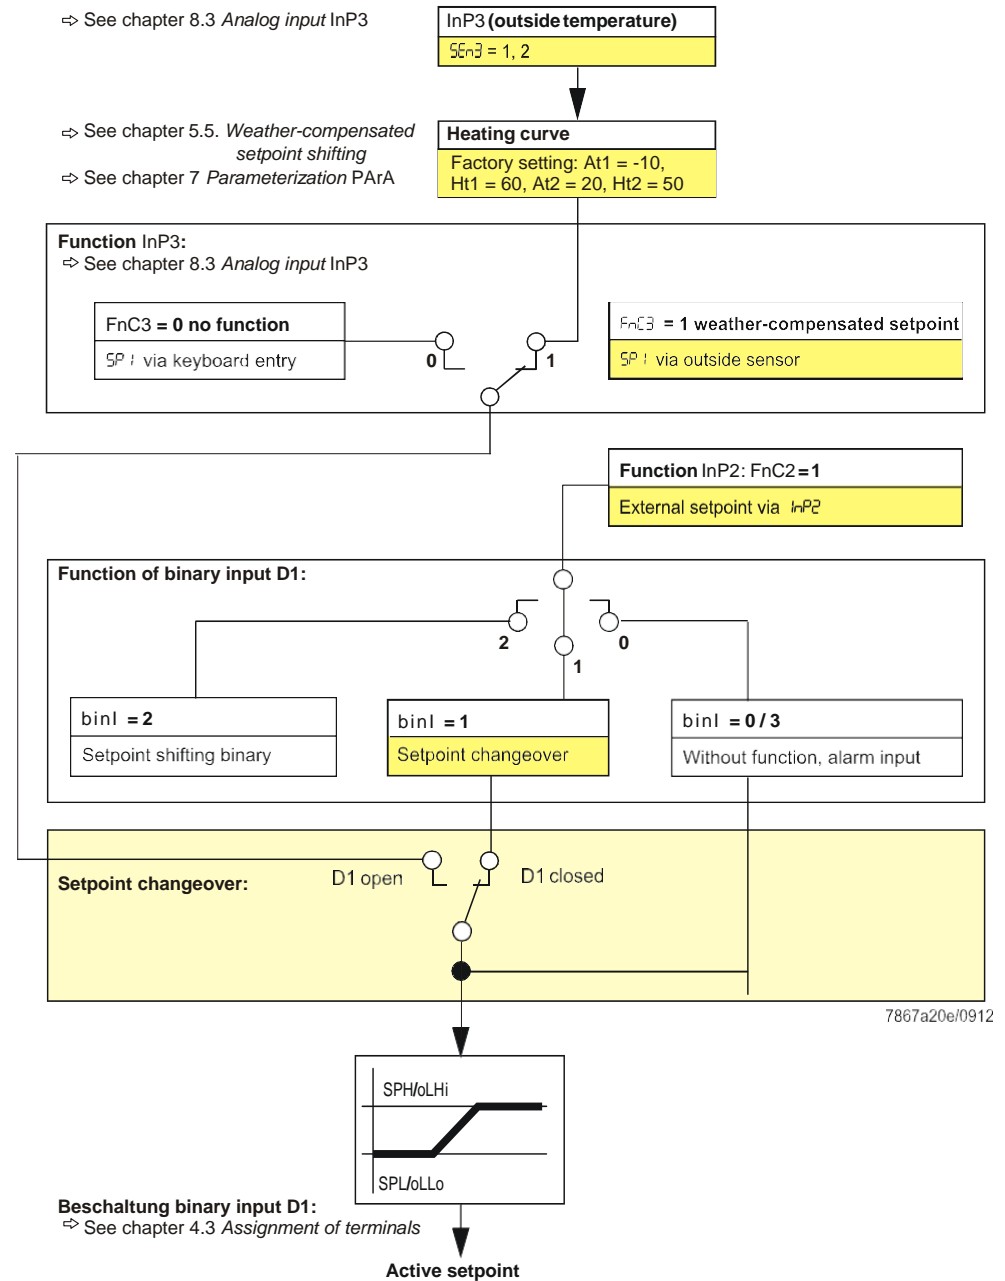 ⇨ See chapter 8.3 Analog input InP3
InP3 (outside temperature)
SEn3 = 1, 2
⇨ See chapter 5.5. Weather-compensated
setpoint shifting
⇨ See chapter 7 Parameterization PArA
Heating curve
Factory setting: At1 = -10,
Ht1 = 60, At2 = 20, Ht2 = 50
Function InP3:
⇨ See chapter 8.3 Analog input InP3
FnC3 = 0 no function
SP1 via keyboard entry
0
1
FnC3 = 1 weather-compensated setpoint
SP1 via outside sensor
Function InP2: FnC2 = 1
External setpoint via InP2
Function of binary input D1:
2
1
0
binI = 2
Setpoint shifting binary
binI = 1
Setpoint changeover
binI = 0 / 3
Without function, alarm input
Setpoint changeover:
D1 open
D1 closed
7867a20e/0912
SPH/oLHi
SPL/oLLo
Beschaltung binary input D1:
⇨ See chapter 4.3 Assignment of terminals
Active setpoint